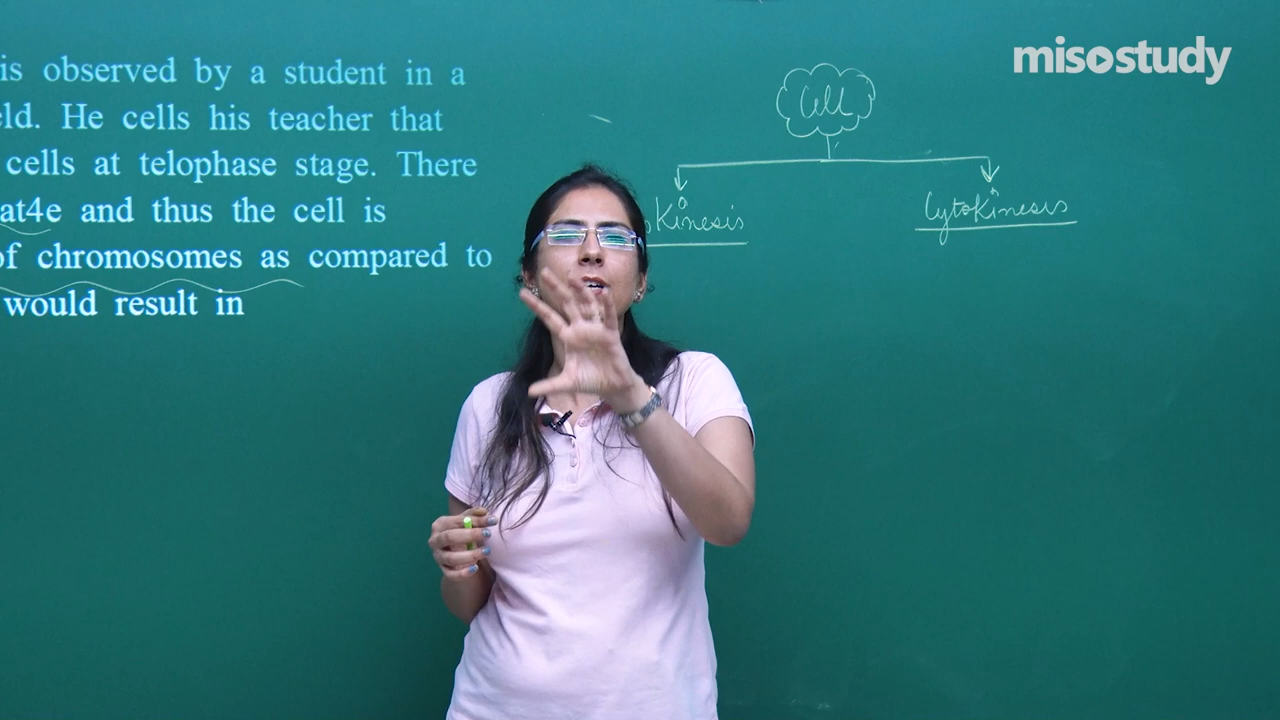 is observed by a student in a
eld. He cells his teacher that
cells at telophase stage. There
at4e and thus the cell is
of chromosomes as compared to
would result in
misostudy
Cell
sKinesis
CytoKinesis